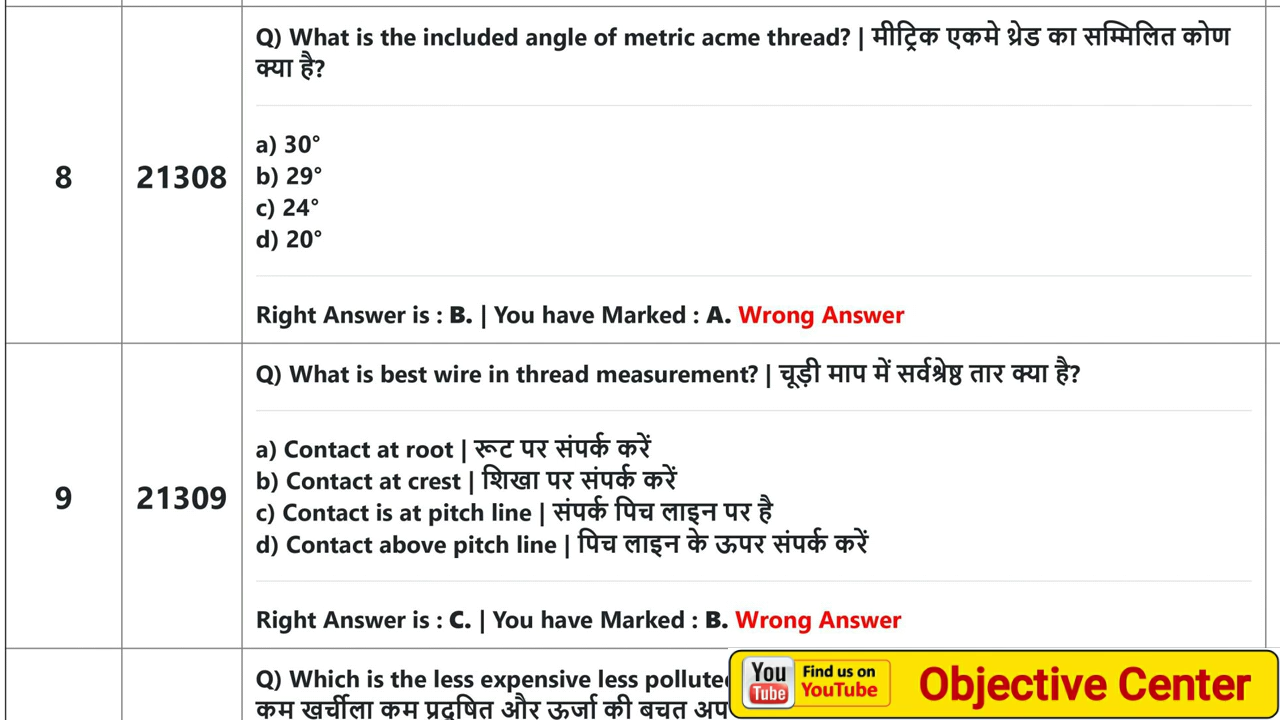 8
21308
Q) What is the included angle of metric acme thread? | मीट्रिक एकमे थ्रेड का सम्मिलित कोण
क्या है?
a) 30°
b) 29°
c) 24°
d) 20°
Right Answer is : B. | You have Marked : A. Wrong Answer
9
21309
Q) What is best wire in thread measurement? | चूड़ी माप में सर्वश्रेष्ठ तार क्या है?
a) Contact at root | रूट पर संपर्क करें
b) Contact at crest | शिखा पर संपर्क करें
c) Contact is at pitch line | संपर्क पिच लाइन पर है
d) Contact above pitch line | पिच लाइन के ऊपर संपर्क करें
Right Answer is : C. | You have Marked : B. Wrong Answer
Q) Which is the less expensive less
कम खर्चीला कम प्रदूषित और ऊर्जा की बचत
You Tube
Find us on
YouTube
Objective Center